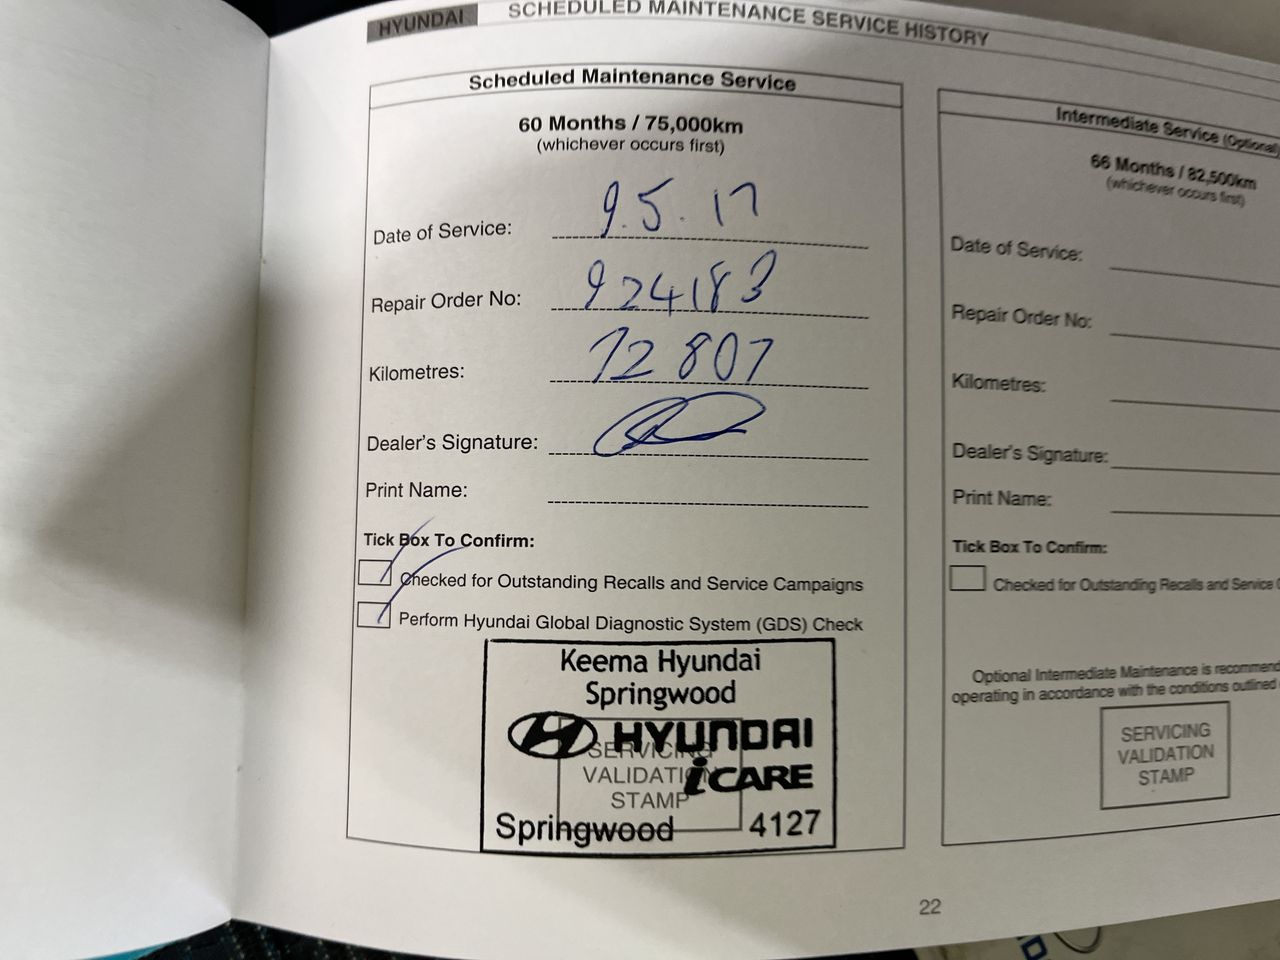 HYUNDAI SCHEDULED MAINTENANCE SERVICE HISTORY
Scheduled Maintenance Service
60 Months / 75,000km
(whichever occurs first)
Date of Service: 9.5.17
Repair Order No: 924183
Kilometres: 72807
Dealer's Signature:
Print Name:
Tick Box To Confirm:
Checked for Outstanding Recalls and Service Campaigns
Perform Hyundai Global Diagnostic System (GDS) Check
Keema Hyundai
Springwood
HYUNDAI
SERVICING
VALIDATION
iCARE
STAMP
Springwood 4127
Intermediate Service (Optional)
66 Months / 82,500km
(whichever occurs first)
Date of Service:
Repair Order No:
Kilometres:
Dealer's Signature:
Print Name:
Tick Box To Confirm:
Checked for Outstanding Recalls and Service
Optional Intermediate Maintenance is recommend
operating in accordance with the conditions outlined
SERVICING
VALIDATION
STAMP
22